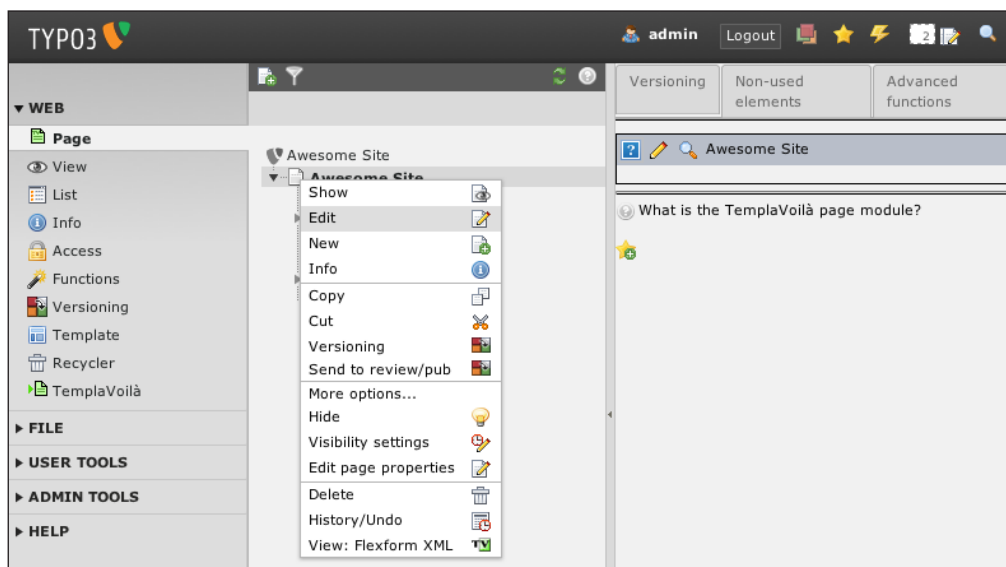 TYPO3
admin
Logout
2
WEB
Page
View
List
Info
Access
Functions
Versioning
Template
Recycler
TemplaVoilà
FILE
USER TOOLS
ADMIN TOOLS
HELP
Awesome Site
Awesome Site
Show
Edit
New
Info
Copy
Cut
Versioning
Send to review/pub
More options...
Hide
Visibility settings
Edit page properties
Delete
History/Undo
View: Flexform XML
TV
Versioning
Non-used
elements
Advanced
functions
Awesome Site
What is the TemplaVoilà page module?